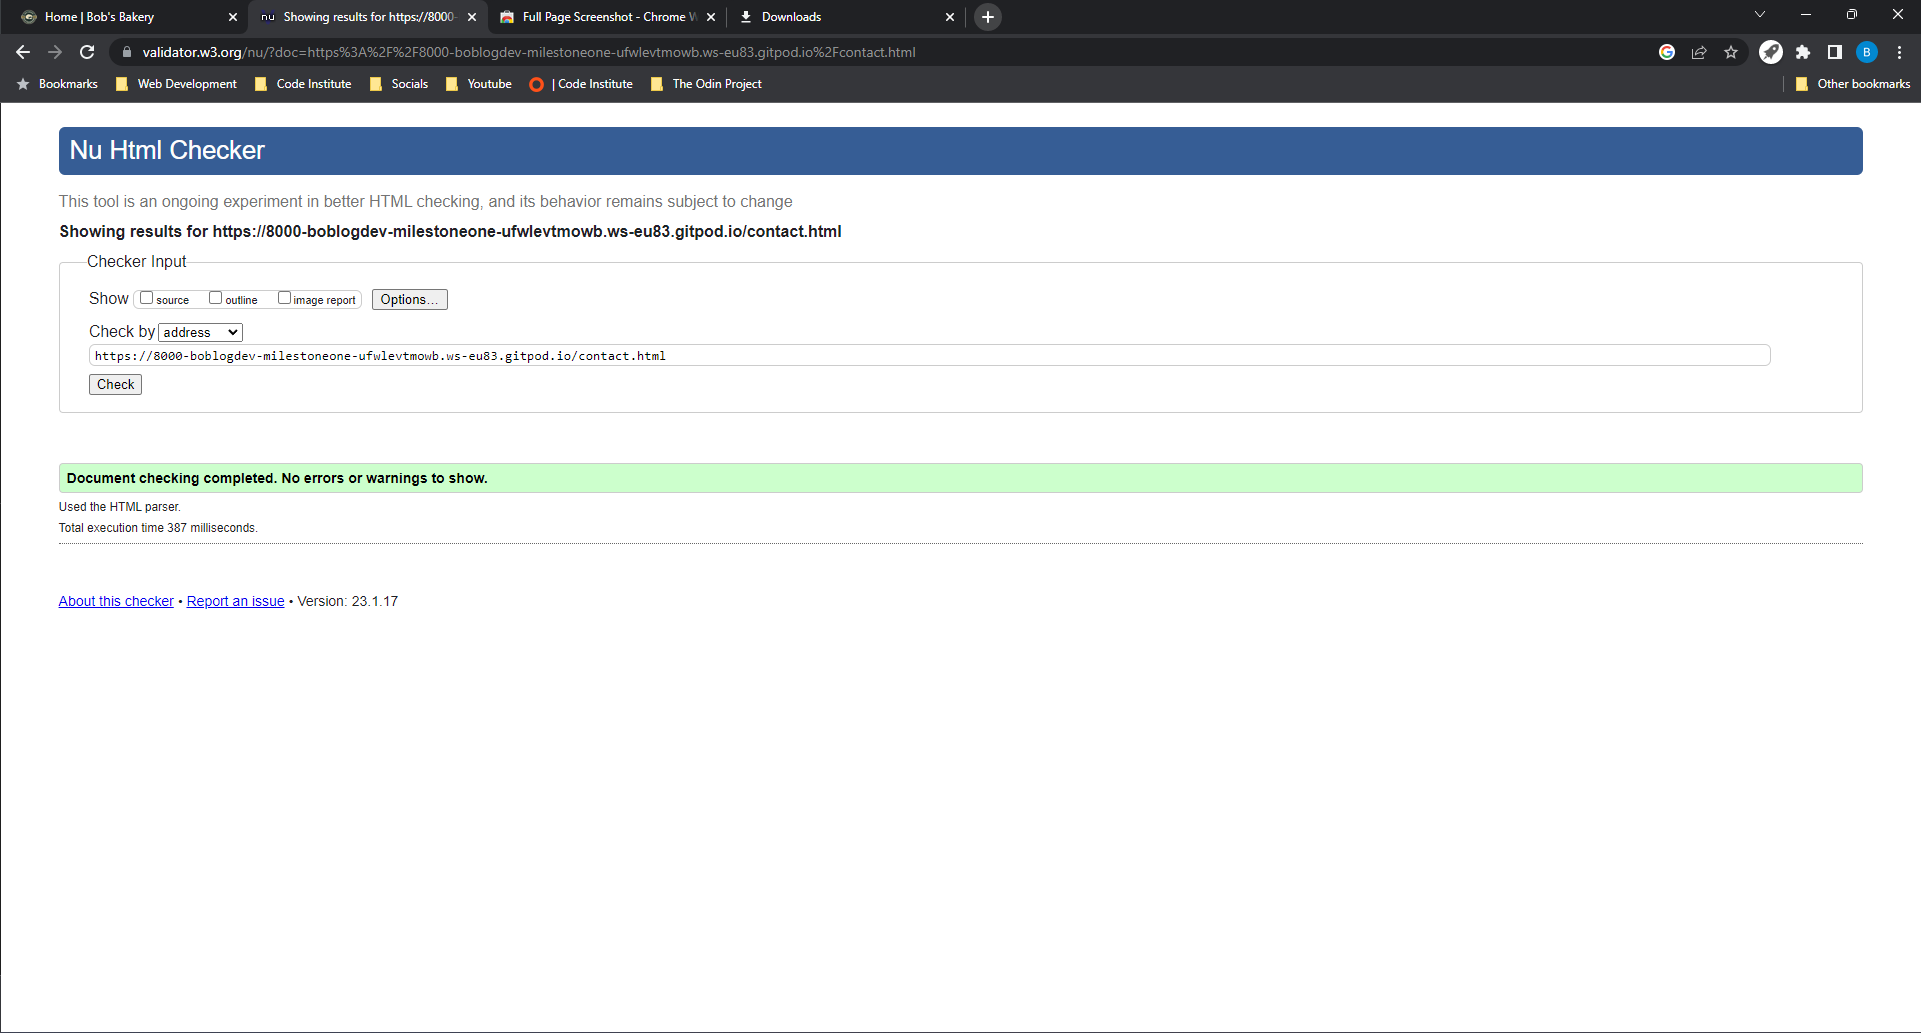 Home | Bob's Bakery
nu Showing results for https://8000-
Full Page Screenshot - Chrome W
Downloads
validator.w3.org/nu/?doc=https%3A%2F%2F8000-boblogdev-milestoneone-ufwlevtmowb.ws-eu83.gitpod.io%2Fcontact.html
B
Bookmarks
Web Development
Code Institute
Socials
Youtube
| Code Institute
The Odin Project
Other bookmarks
Nu Html Checker
This tool is an ongoing experiment in better HTML checking, and its behavior remains subject to change
Showing results for https://8000-boblogdev-milestoneone-ufwlevtmowb.ws-eu83.gitpod.io/contact.html
Checker Input
Show source outline image report Options...
Check by address
https://8000-boblogdev-milestoneone-ufwlevtmowb.ws-eu83.gitpod.io/contact.html
Check
Document checking completed. No errors or warnings to show.
Used the HTML parser.
Total execution time 387 milliseconds.
About this checker • Report an issue • Version: 23.1.17